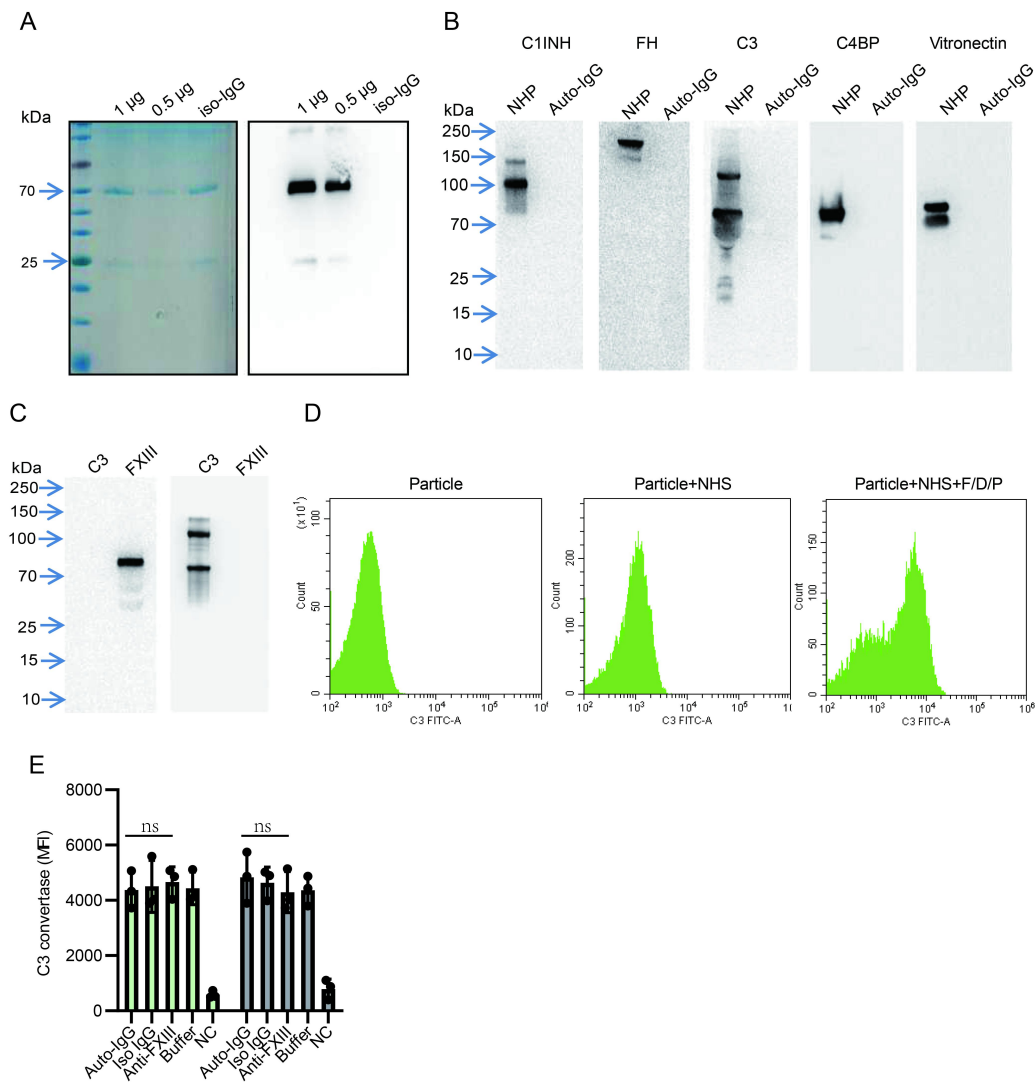 A
kDa
1 µg
0.5 µg
iso-IgG
1 µg
0.5 µg
iso-IgG
70
25
B
C1INH
FH
C3
C4BP
Vitronectin
NHP
Auto-IgG
NHP
Auto-IgG
NHP
Auto-IgG
NHP
Auto-IgG
NHP
Auto-IgG
250
150
100
70
25
15
10
C
kDa
C3
FXIII
C3
FXIII
250
150
100
70
25
15
10
D
Particle
(x10¹)
Count
100
50
0
10² 10³ 10⁴ 10⁵
C3 FITC-A
Particle+NHS
Count
200
100
0
10² 10³ 10⁴ 10⁵
C3 FITC-A
Particle+NHS+F/D/P
Count
150
100
50
0
10² 10³ 10⁴ 10⁵ 10⁶
C3 FITC-A
E
C3 convertase (MFI)
8000
6000
4000
2000
0
ns
ns
Auto-IgG
Iso IgG
Anti-FXIII
Buffer
NC
Auto-IgG
Iso IgG
Anti-FXIII
Buffer
NC